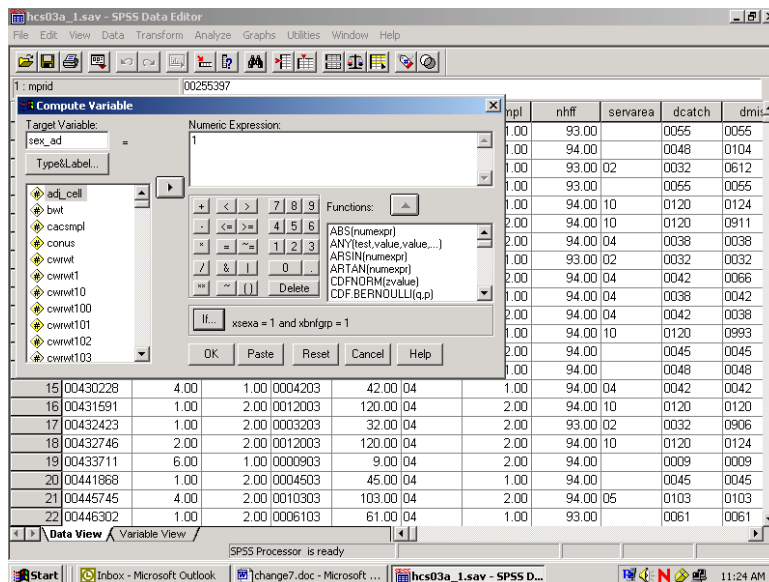 hcs03a_1.sav - SPSS Data Editor
File Edit View Data Transform Analyze Graphs Utilities Window Help
1 : mprid 00255397
Compute Variable
Target Variable: Numeric Expression:
sex_ad = 1
Type&Label...
adj_cell
bwt
cacsmpl
conus
cwrwt
cwrwt1
cwrwt10
cwrwt100
cwrwt101
cwrwt102
cwrwt103
+ < > 7 8 9
- <= >= 4 5 6
* = ~= 1 2 3
/ & | 0 .
** ~ () Delete
Functions:
ABS(numexpr)
ANY(test,value,value,...)
ARSIN(numexpr)
ARTAN(numexpr)
CDFNORM(zvalue)
CDF.BERNOULLI(q,p)
If... xsexa = 1 and xbnfgrp = 1
OK Paste Reset Cancel Help
mpl nhff servarea dcatch dmis
1.00 93.00 0055 0055
1.00 94.00 0048 0104
1.00 93.00 02 0032 0612
1.00 93.00 0055 0055
1.00 94.00 10 0120 0124
2.00 94.00 10 0120 0911
2.00 94.00 04 0038 0038
1.00 93.00 02 0032 0032
2.00 94.00 04 0042 0066
1.00 94.00 04 0038 0042
2.00 94.00 04 0038 0042
1.00 94.00 10 0120 0993
2.00 94.00 0045 0045
1.00 94.00 0048 0048
15 00430228 4.00 1.00 0004203 42.00 04 1.00 94.00 04 0042 0042
16 00431591 1.00 2.00 0012003 120.00 04 2.00 94.00 10 0120 0120
17 00432423 1.00 2.00 0003203 32.00 04 2.00 93.00 02 0032 0906
18 00432746 2.00 2.00 0012003 120.00 04 2.00 94.00 10 0120 0124
19 00433711 6.00 1.00 0000903 9.00 04 2.00 94.00 0009 0009
20 00441868 1.00 2.00 0004503 45.00 04 1.00 94.00 0045 0045
21 00445745 4.00 2.00 0010303 103.00 04 2.00 94.00 05 0103 0103
22 00446302 1.00 2.00 0006103 61.00 04 1.00 93.00 0061 0061
Data View Variable View
SPSS Processor is ready
Start Inbox - Microsoft Outlook change7.doc - Microsoft ... hcs03a_1.sav - SPSS D... 11:24 AM